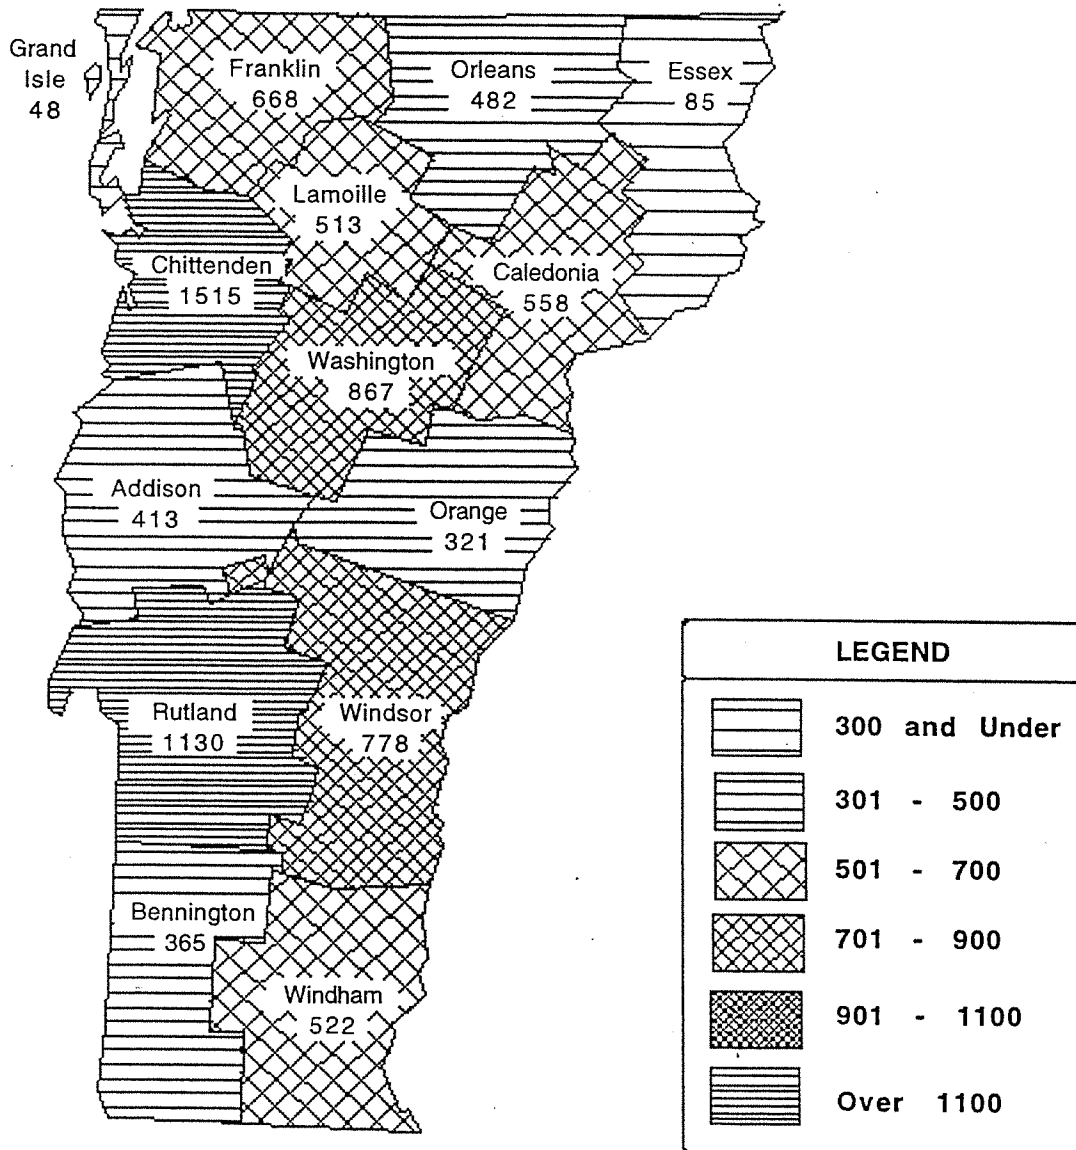 Grand
Isle
48
Franklin
668
Orleans
482
Essex
85
Lamoille
513
Chittenden
1515
Caledonia
558
Washington
867
Addison
413
Orange
321
Rutland
1130
Windsor
778
Bennington
365
Windham
522
LEGEND
300 and Under
301 - 500
501 - 700
701 - 900
901 - 1100
Over 1100